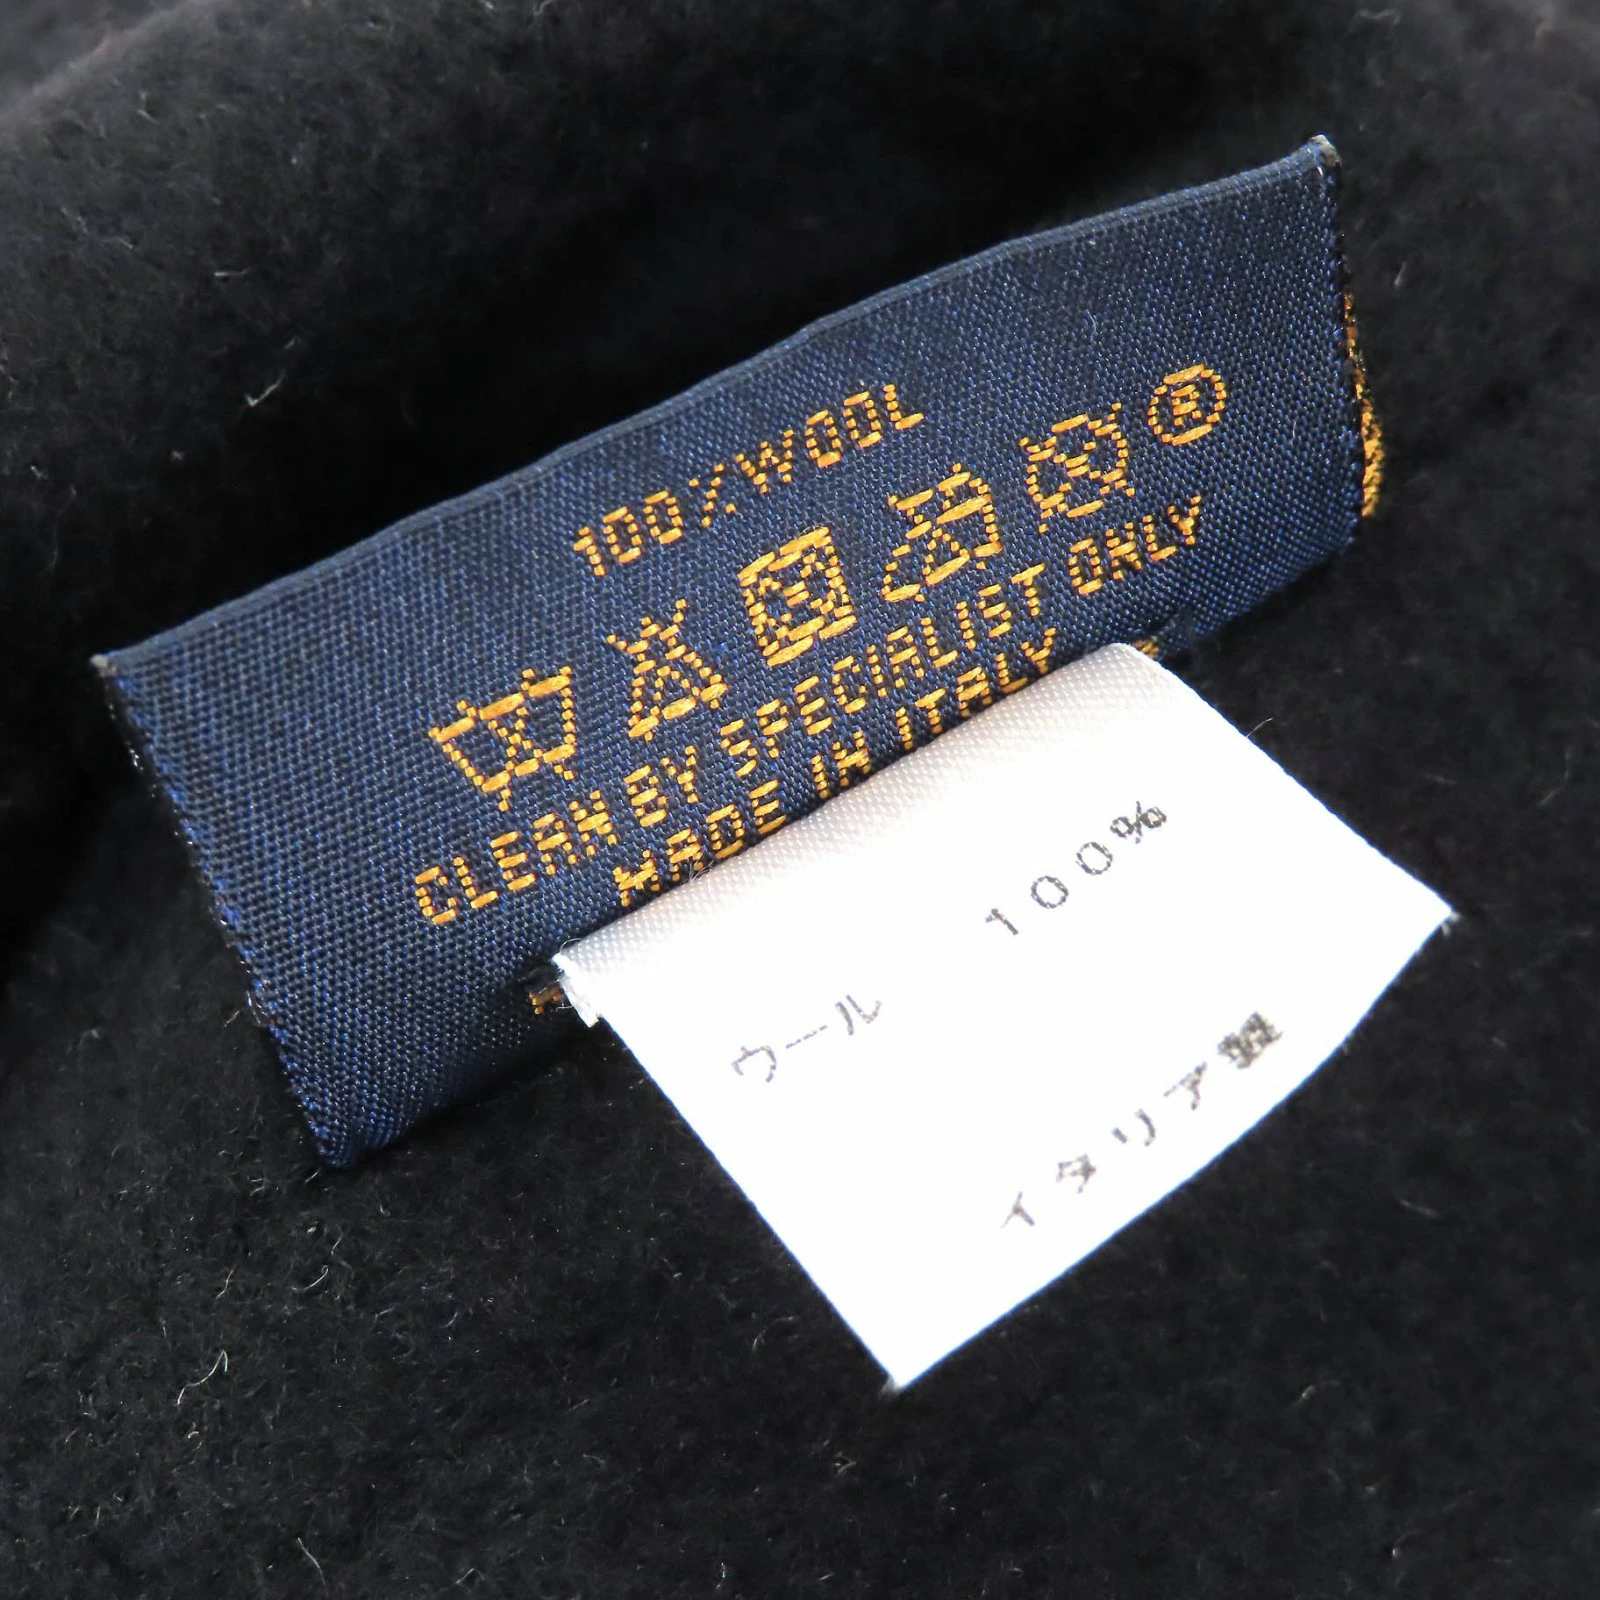 100%WOOL
Ⓡ
CLEAN BY SPECIALIST ONLY
MADE IN ITALY
ウール 100%
イタリア製